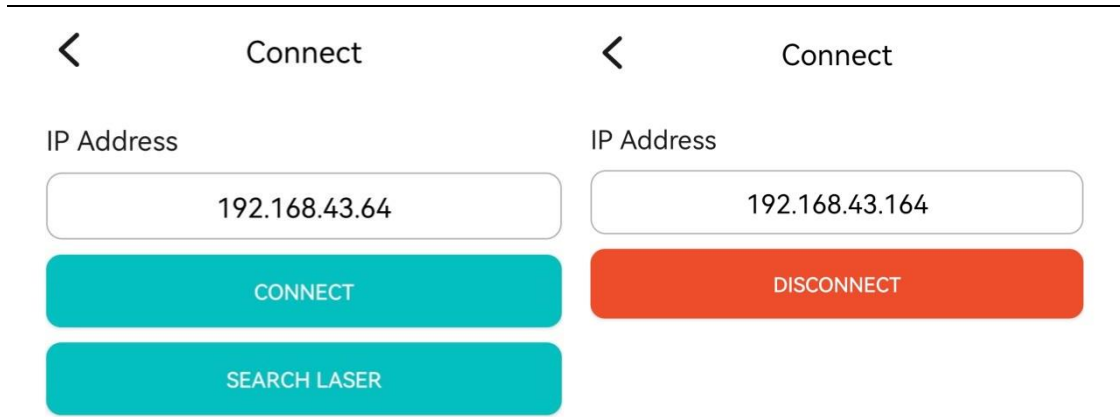 Connect
IP Address
192.168.43.64
CONNECT
SEARCH LASER
Connect
IP Address
192.168.43.164
DISCONNECT